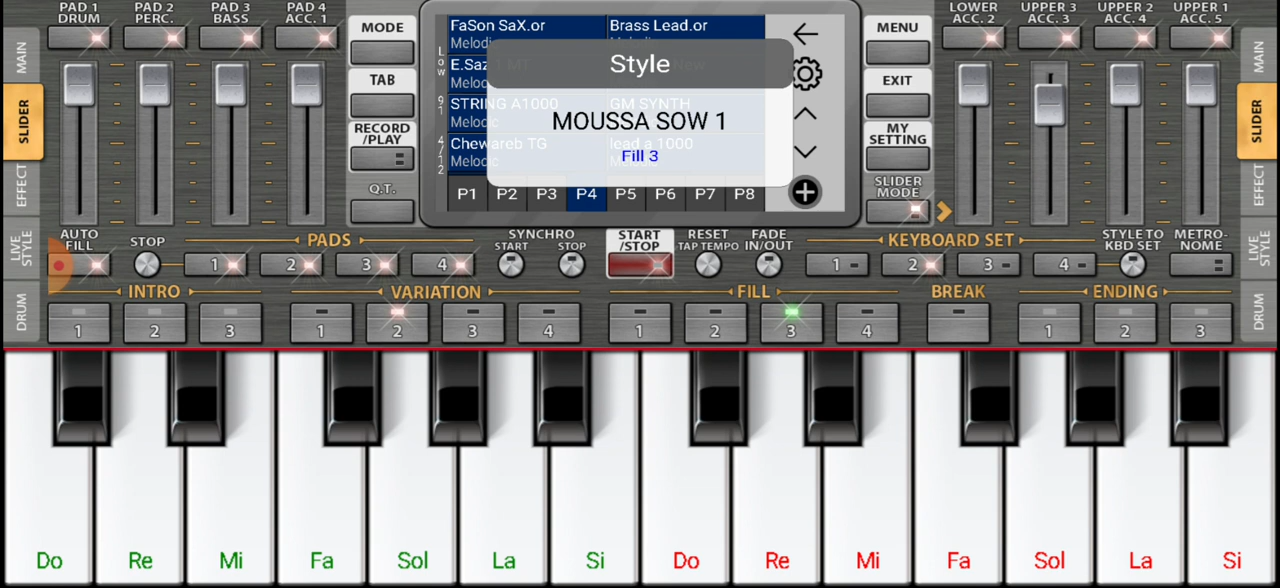 PAD 1
DRUM
PAD 2
PERC.
PAD 3
BASS
PAD 4
ACC. 1
MAIN
SLIDER
EFFECT
LIVE
STYLE
DRUM
MODE
TAB
RECORD
/PLAY
Q.T.
FaSon SaX.or
Melodic
Brass Lead.or
Low
91
4/12
STRING A1000
Melodic
GM SYNTH
Chewareb TG
Melodic
lead a 1000
Style
MOUSSA SOW 1
Fill 3
P1 P2 P3 P4 P5 P6 P7 P8
MENU
EXIT
MY
SETTING
SLIDER
MODE
LOWER
ACC. 2
UPPER 3
ACC. 3
UPPER 2
ACC. 4
UPPER 1
ACC. 5
MAIN
SLIDER
EFFECT
LIVE
STYLE
DRUM
AUTO
FILL
STOP
PADS
1 2 3 4
SYNCHRO
START STOP
START
/STOP
RESET
TAP TEMPO
FADE
IN/OUT
KEYBOARD SET
1 2 3 4
STYLE TO
KBD SET
METRO-
NOME
INTRO
1 2 3
VARIATION
1 2 3 4
FILL
1 2 3 4
BREAK
ENDING
1 2 3
Do Re Mi Fa Sol La Si Do Re Mi Fa Sol La Si